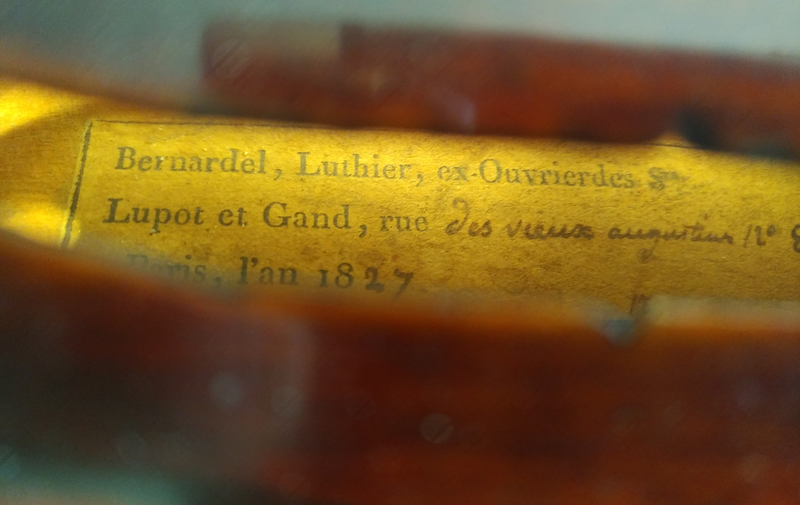 Bernardel, Luthier, ex-Ouvrierdes Srs
Lupot et Gand, rue des vieux augustins N°
Paris, l'an 1827